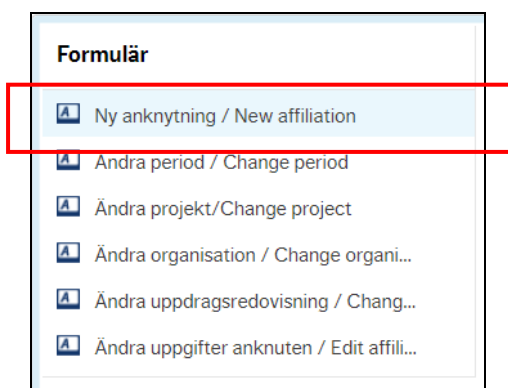 Formulär
Ny anknytning / New affiliation
Ändra period / Change period
Ändra projekt/Change project
Ändra organisation / Change organi...
Ändra uppdragsredovisning / Chang...
Ändra uppgifter anknuten / Edit affili...